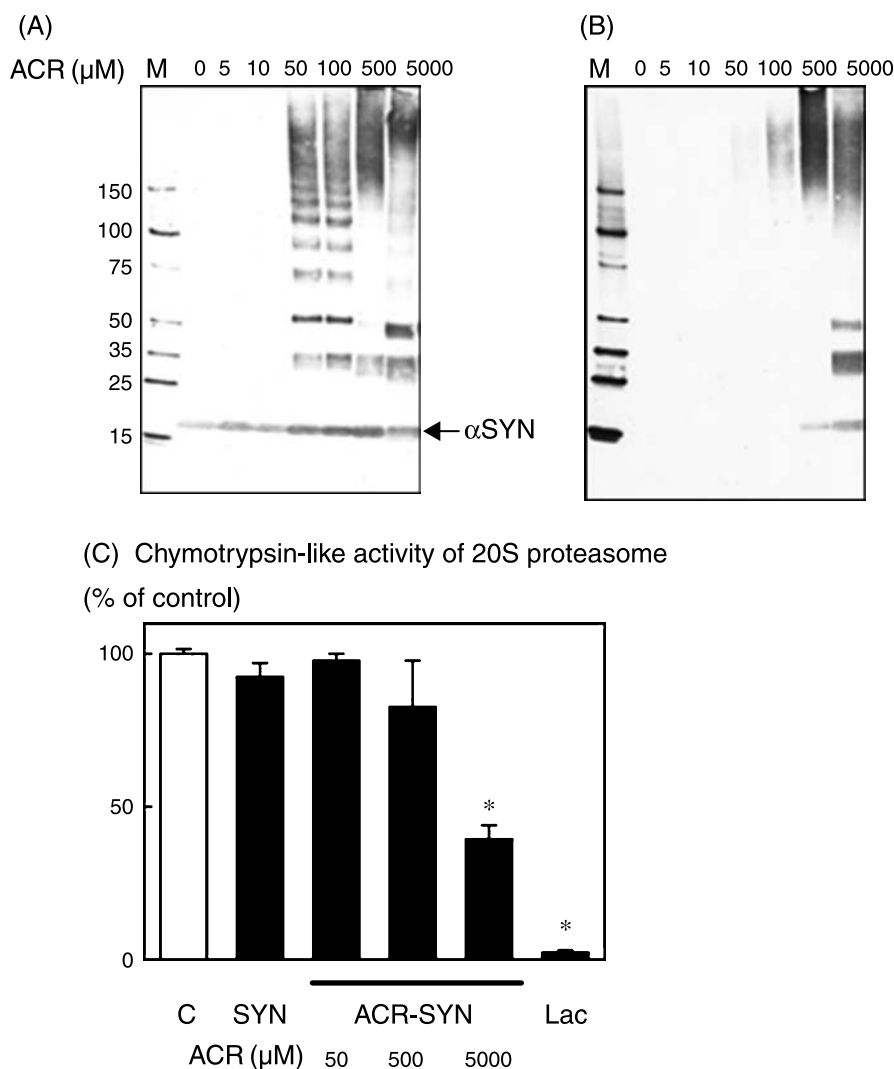 (A)
ACR (µM) M 0 5 10 50 100 500 5000
150
100
75
50
35
25
15
αSYN
(B)
M 0 5 10 50 100 500 5000
(C) Chymotrypsin-like activity of 20S proteasome
(% of control)
100
50
0
* *
C SYN ACR-SYN Lac
ACR (µM) 50 500 5000